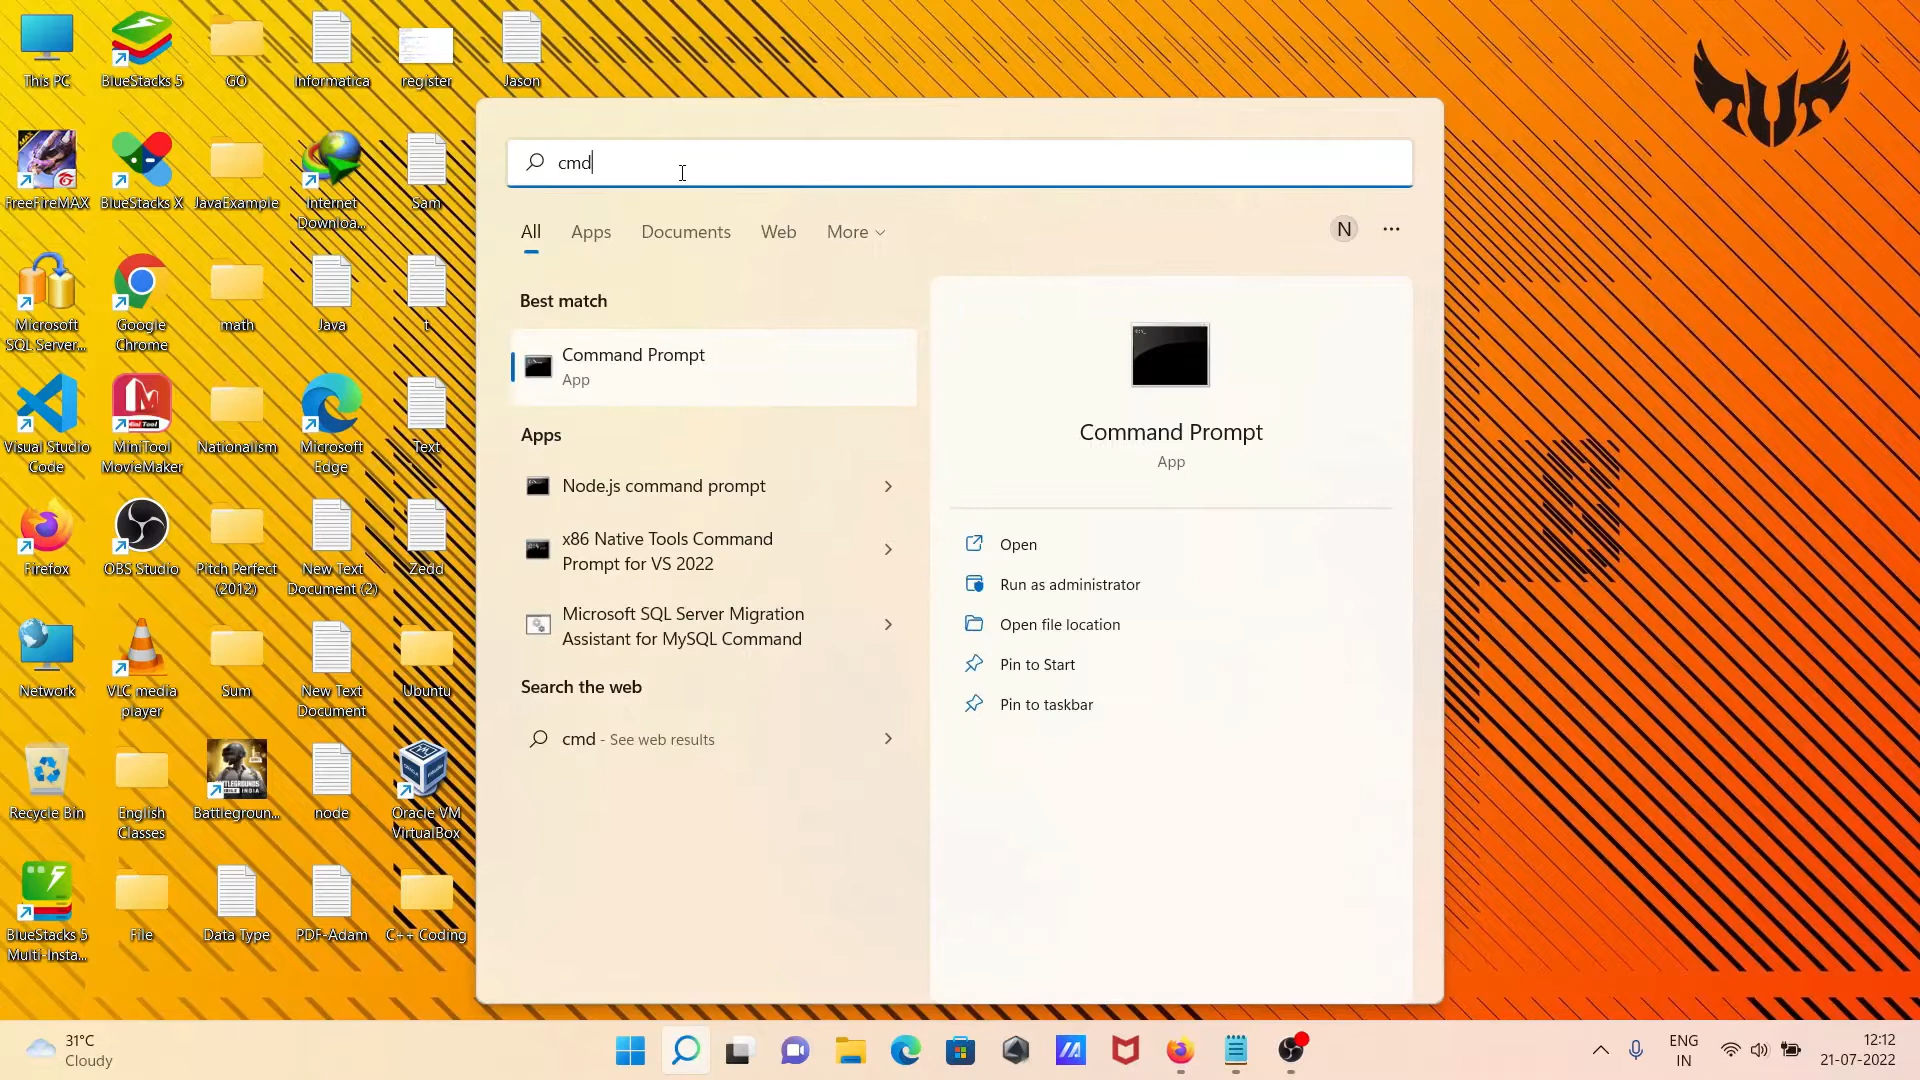 This PC
BlueStacks 5
GO
Informatica
register
Jason
FreeFireMAX
BlueStacks X
JavaExample
Internet
Downloa...
Sam
Microsoft
SQL Server...
Google
Chrome
math
Java
t
Visual Studio
Code
MiniTool
MovieMaker
Nationalism
Microsoft
Edge
Text
Firefox
OBS Studio
Pitch Perfect
(2012)
New Text
Document (2)
Zedd
Network
VLC media
player
Sum
New Text
Document
Ubuntu
Recycle Bin
English
Classes
Battlegroun...
node
Oracle VM
VirtualBox
BlueStacks 5
Multi-Insta...
File
Data Type
PDF-Adam
C++ Coding
cmd
All
Apps
Documents
Web
More
N
Best match
Command Prompt
App
Apps
Node.js command prompt
x86 Native Tools Command
Prompt for VS 2022
Microsoft SQL Server Migration
Assistant for MySQL Command
Search the web
cmd - See web results
Command Prompt
App
Open
Run as administrator
Open file location
Pin to Start
Pin to taskbar
31°C
Cloudy
ENG
IN
12:12
21-07-2022